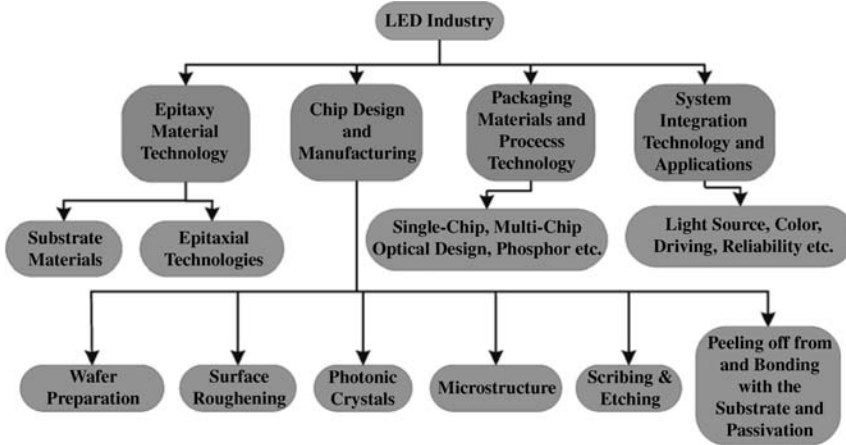 LED Industry
Epitaxy
Material
Technology
Chip Design
and
Manufacturing
Packaging
Materials and
Procecss
Technology
System
Integration
Technology and
Applications
Substrate
Materials
Epitaxial
Technologies
Single-Chip, Multi-Chip
Optical Design, Phosphor etc.
Light Source, Color,
Driving, Reliability etc.
Wafer
Preparation
Surface
Roughening
Photonic
Crystals
Microstructure
Scribing &
Etching
Peeling off from
and Bonding
with the
Substrate and
Passivation